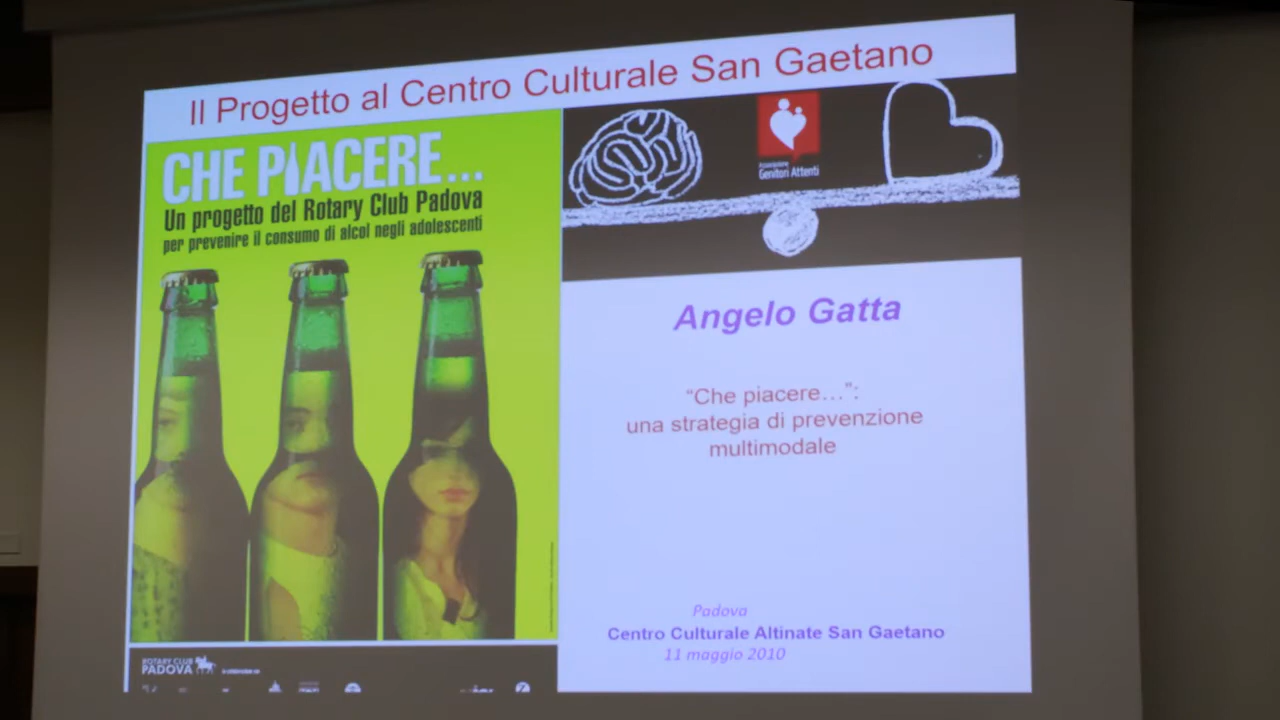 Il Progetto al Centro Culturale San Gaetano
CHE PIACERE...
Un progetto del Rotary Club Padova
per prevenire il consumo di alcol negli adolescenti
Associazione
Genitori Attenti
Angelo Gatta
“Che piacere…”:
una strategia di prevenzione
multimodale
Padova
Centro Culturale Altinate San Gaetano
11 maggio 2010
ROTARY CLUB
PADOVA